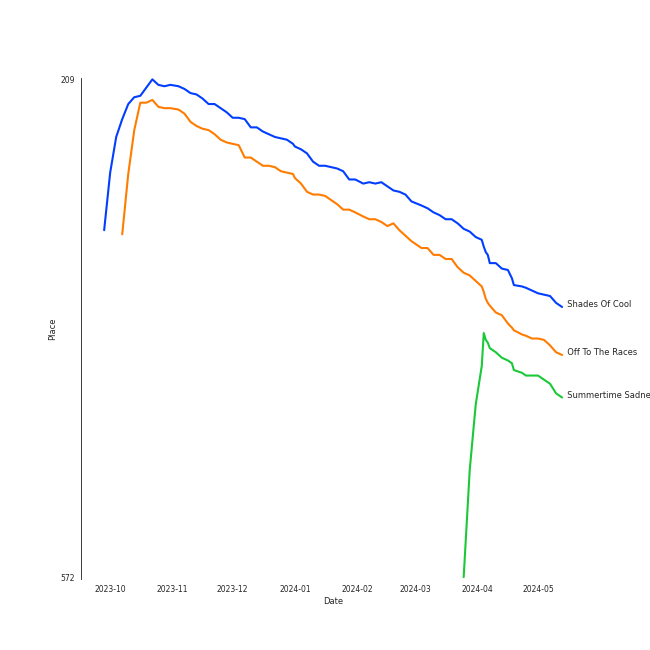 209
Shades Of Cool
Place
Off To The Races
Summertime Sadne
572
2023-10 2023-11 2023-12 2024-01 2024-02 2024-03 2024-04 2024-05
Date